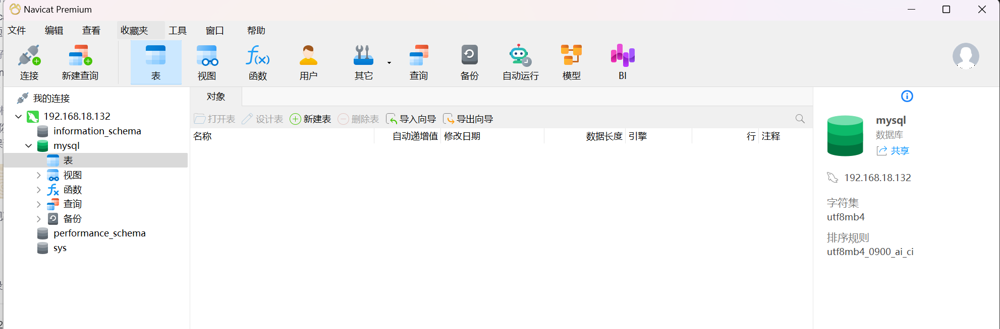 Navicat Premium
文件 编辑 查看 收藏夹 工具 窗口 帮助
连接 新建查询 表 视图 函数 用户 其它 查询 备份 自动运行 模型 BI
我的连接
192.168.18.132
information_schema
mysql
表
视图
函数
查询
备份
performance_schema
sys
对象
打开表 设计表 新建表 删除表 导入向导 导出向导
名称 自动递增值 修改日期 数据长度 引擎 行 注释
mysql
数据库
共享
192.168.18.132
字符集
utf8mb4
排序规则
utf8mb4_0900_ai_ci